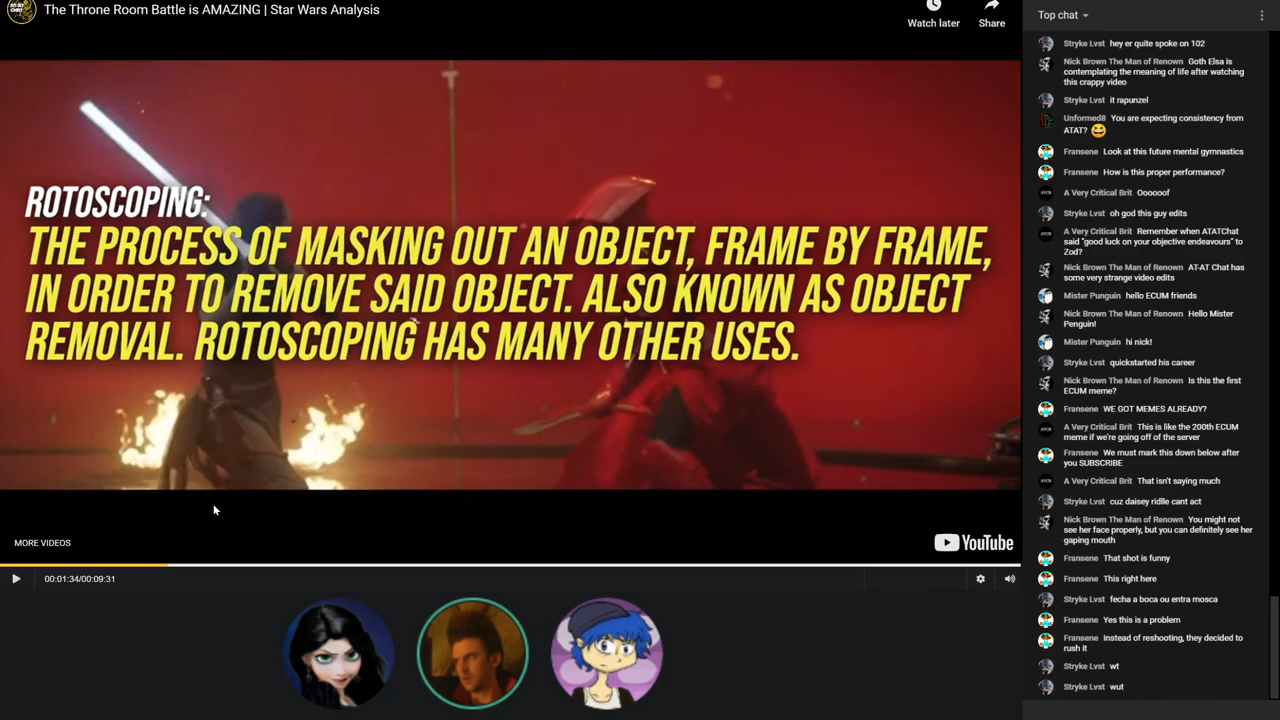 The Throne Room Battle is AMAZING | Star Wars Analysis
Watch later
Share
ROTOSCOPING:
THE PROCESS OF MASKING OUT AN OBJECT, FRAME BY FRAME,
IN ORDER TO REMOVE SAID OBJECT. ALSO KNOWN AS OBJECT
REMOVAL. ROTOSCOPING HAS MANY OTHER USES.
MORE VIDEOS
YouTube
00:01:34/00:09:31
Top chat
Stryke Lvst hey er quite spoke on 102
Nick Brown The Man of Renown Goth Elsa is
contemplating the meaning of life after watching
this crappy video
Stryke Lvst it rapunzel
Unformed8 You are expecting consistency from
ATAT?
Fransene Look at this future mental gymnastics
Fransene How is this proper performance?
A Very Critical Brit Oooooof
Stryke Lvst oh god this guy edits
A Very Critical Brit Remember when ATATChat
said "good luck on your objective endeavours" to
Zod?
Nick Brown The Man of Renown AT-AT Chat has
some very strange video edits
Mister Punguin hello ECUM friends
Nick Brown The Man of Renown Hello Mister
Penguin!
Mister Punguin hi nick!
Stryke Lvst quickstarted his career
Nick Brown The Man of Renown Is this the first
ECUM meme?
Fransene WE GOT MEMES ALREADY?
A Very Critical Brit This is like the 200th ECUM
meme if we're going off of the server
Fransene We must mark this down below after
you SUBSCRIBE
A Very Critical Brit That isn't saying much
Stryke Lvst cuz daisey ridlle cant act
Nick Brown The Man of Renown You might not
see her face properly, but you can definitely see her
gaping mouth
Fransene That shot is funny
Fransene This right here
Stryke Lvst fecha a boca ou entra mosca
Fransene Yes this is a problem
Fransene Instead of reshooting, they decided to
rush it
Stryke Lvst wt
Stryke Lvst wut